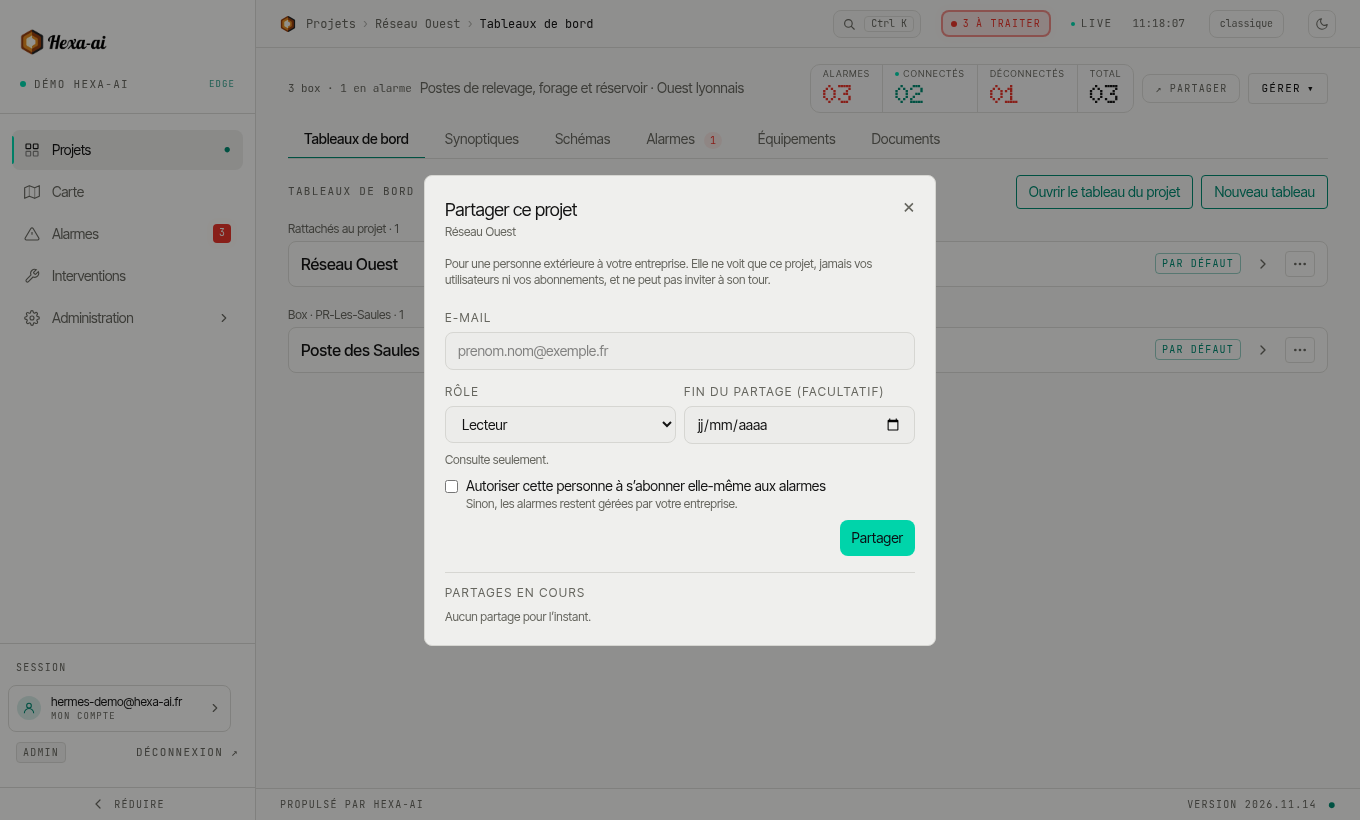 Hexa-ai
DÉMO HEXA-AI
EDGE
Projets
Carte
Alarmes
3
Interventions
Administration
SESSION
hermes-demo@hexa-ai.fr
MON COMPTE
ADMIN
DÉCONNEXION ↗
RÉDUIRE
Projets › Réseau Ouest › Tableaux de bord
Ctrl K
3 À TRAITER
LIVE
11:18:07
classique
3 box · 1 en alarme
Postes de relevage, forage et réservoir · Ouest lyonnais
ALARMES
03
CONNECTÉS
02
DÉCONNECTÉS
01
TOTAL
03
↗ PARTAGER
GÉRER ▾
Tableaux de bord
Synoptiques
Schémas
Alarmes 1
Équipements
Documents
TABLEAUX DE BORD
Ouvrir le tableau du projet
Nouveau tableau
Rattachés au projet · 1
Réseau Ouest
PAR DÉFAUT
Box · PR-Les-Saules · 1
Poste des Saules
PAR DÉFAUT
Partager ce projet
×
Réseau Ouest
Pour une personne extérieure à votre entreprise. Elle ne voit que ce projet, jamais vos
utilisateurs ni vos abonnements, et ne peut pas inviter à son tour.
E-MAIL
prenom.nom@exemple.fr
RÔLE
FIN DU PARTAGE (FACULTATIF)
Lecteur
jj/mm/aaaa
Consulte seulement.
Autoriser cette personne à s’abonner elle-même aux alarmes
Sinon, les alarmes restent gérées par votre entreprise.
Partager
PARTAGES EN COURS
Aucun partage pour l’instant.
PROPULSÉ PAR HEXA-AI
VERSION 2026.11.14